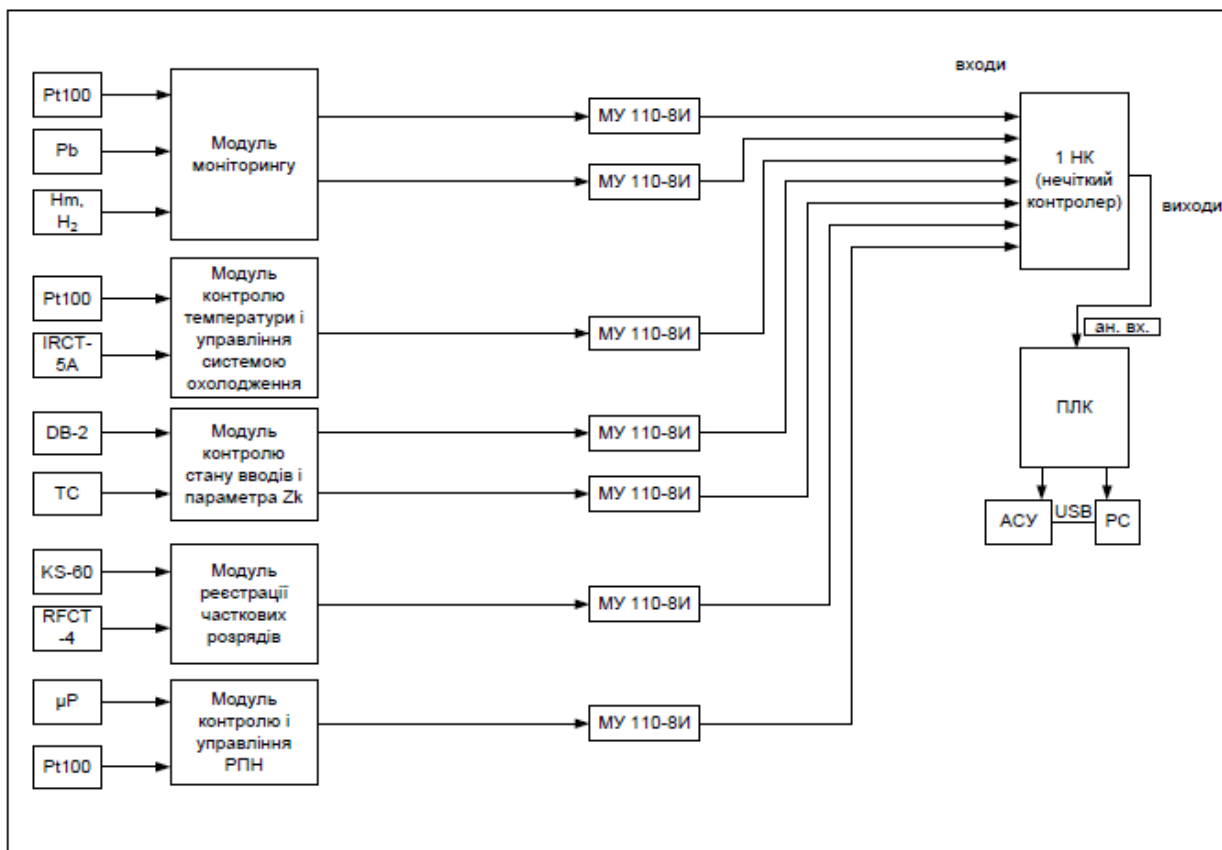 входи
Pt100
Pb
Hm,
H₂
Модуль
моніторингу
МУ 110-8И
МУ 110-8И
1 НК
(нечіткий
контролер)
виходи
Pt100
IRCT-
5A
Модуль
контролю
температури і
управління
системою
охолодження
МУ 110-8И
ан. вх.
ПЛК
DB-2
TC
Модуль
контролю
стану вводів і
параметра Zk
МУ 110-8И
МУ 110-8И
АСУ
USB
PC
KS-60
RFCT
-4
Модуль
реєстрації
часткових
розрядів
МУ 110-8И
µP
Pt100
Модуль
контролю і
управління
РПН
МУ 110-8И